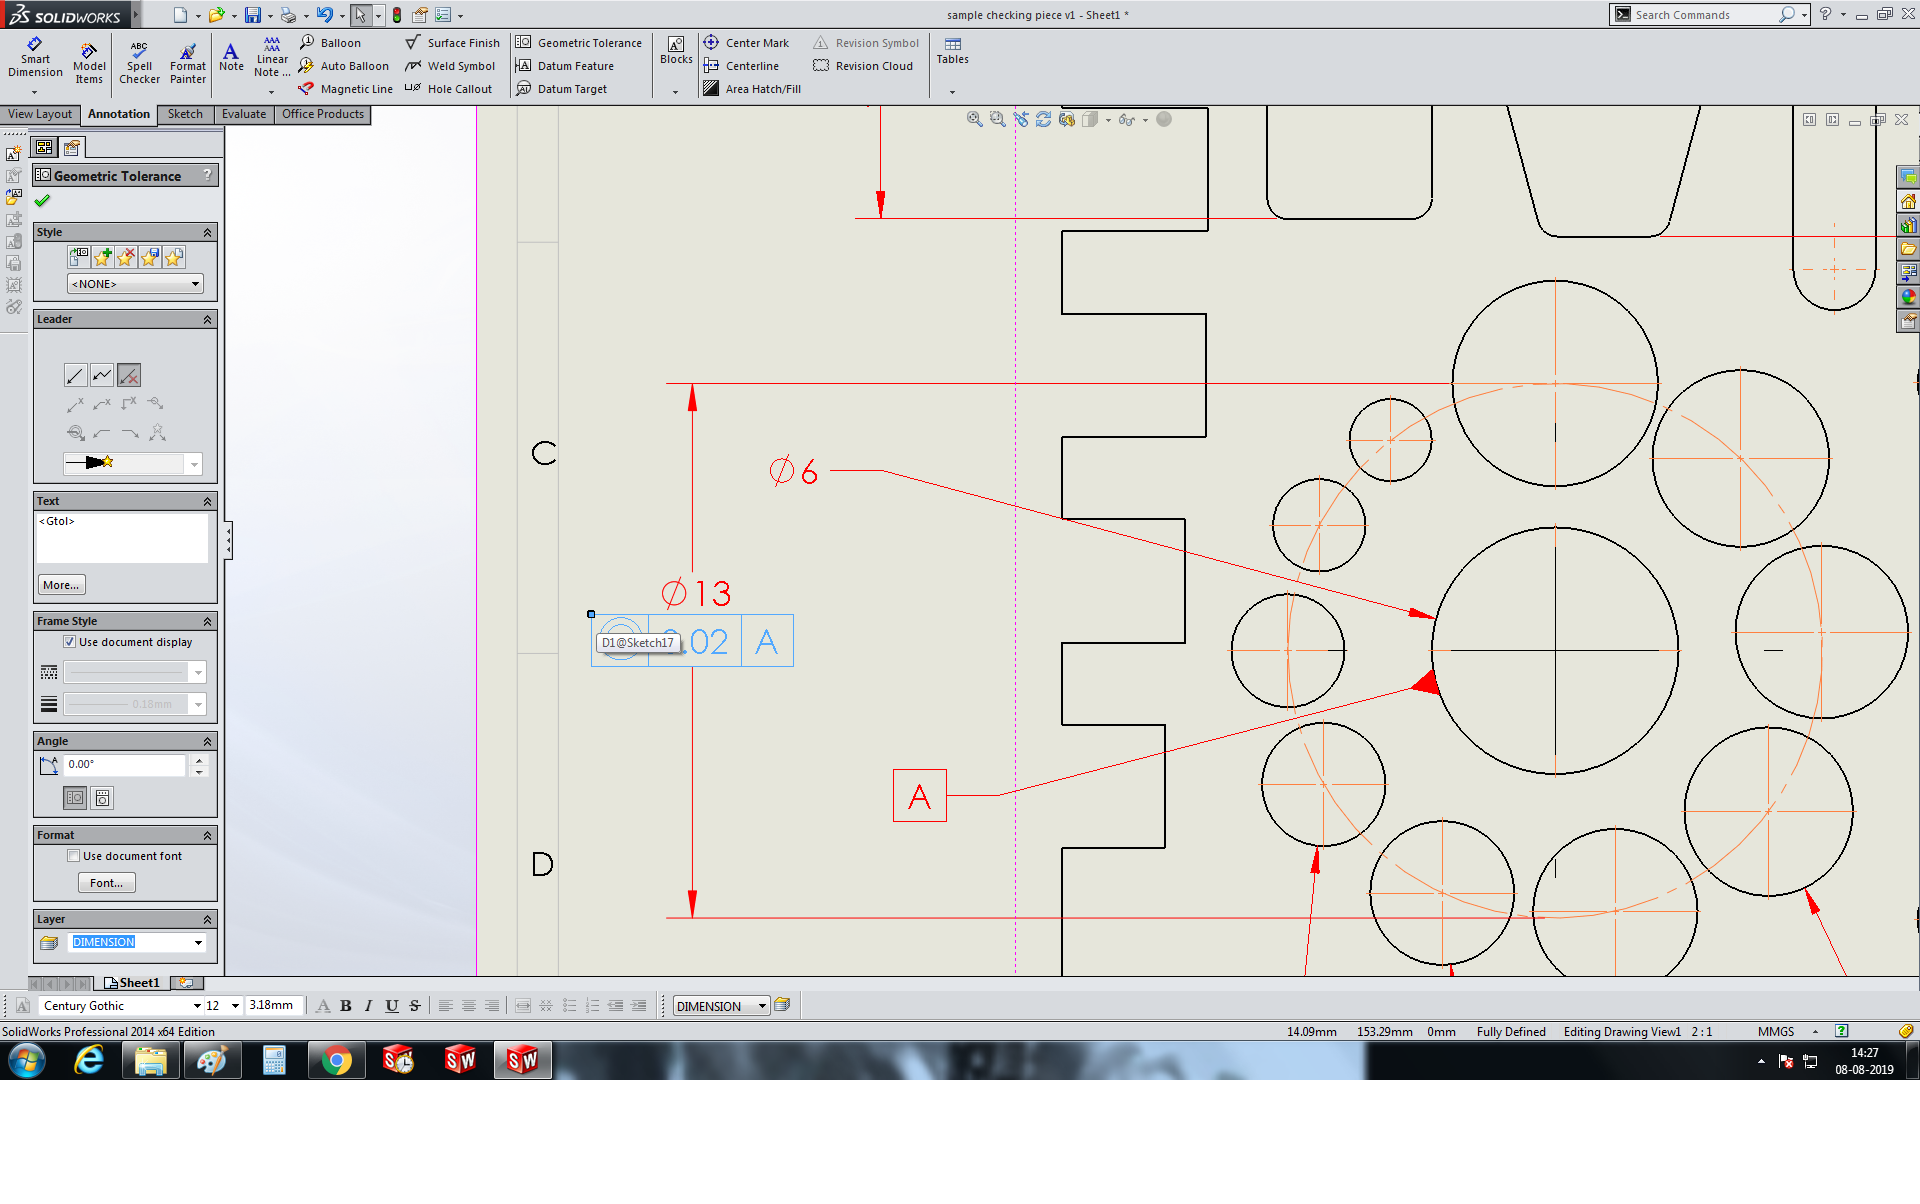 SOLIDWORKS
sample checking piece v1 - Sheet1 *
Search Commands
Smart Dimension
Model Items
Spell Checker
Format Painter
Note
Linear Note ...
Balloon
Auto Balloon
Magnetic Line
Surface Finish
Weld Symbol
Hole Callout
Geometric Tolerance
Datum Feature
Datum Target
Blocks
Center Mark
Centerline
Area Hatch/Fill
Revision Symbol
Revision Cloud
Tables
View Layout
Annotation
Sketch
Evaluate
Office Products
Geometric Tolerance
?
Style
<NONE>
Leader
Text
<Gtol>
More...
Frame Style
Use document display
0.18mm
Angle
0.00°
Format
Use document font
Font...
Layer
DIMENSION
C
∅6
∅13
D1@Sketch17
.02
A
A
D
Sheet1
Century Gothic
12
3.18mm
A B I U S
DIMENSION
SolidWorks Professional 2014 x64 Edition
14.09mm
153.29mm
0mm
Fully Defined
Editing Drawing View1
2 : 1
MMGS
14:27
08-08-2019